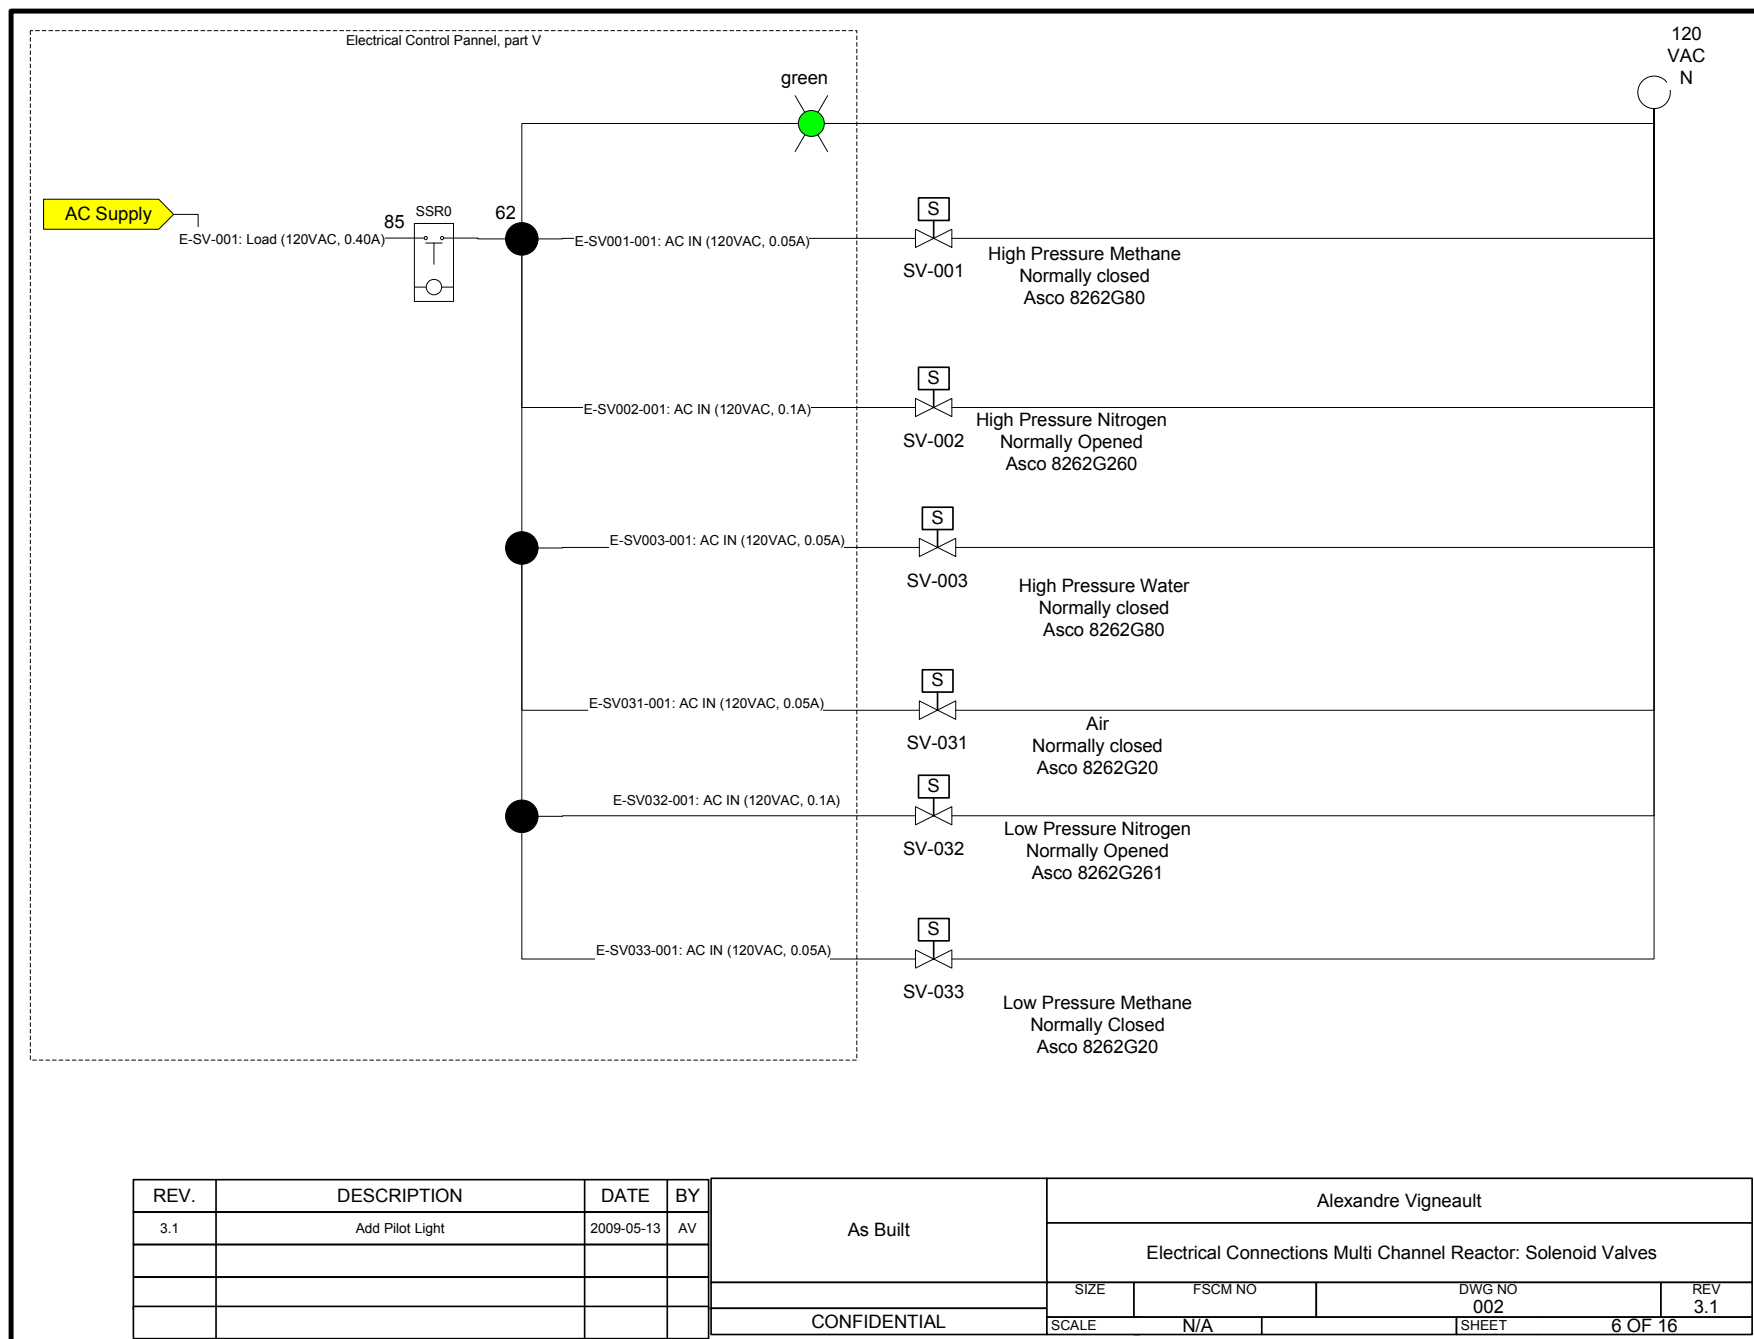 Electrical Control Pannel, part V
120
VAC
N
green
AC Supply
E-SV-001: Load (120VAC, 0.40A)
85
SSR0
62
E-SV001-001: AC IN (120VAC, 0.05A)
S
SV-001
High Pressure Methane
Normally closed
Asco 8262G80
E-SV002-001: AC IN (120VAC, 0.1A)
S
SV-002
High Pressure Nitrogen
Normally Opened
Asco 8262G260
E-SV003-001: AC IN (120VAC, 0.05A)
S
SV-003
High Pressure Water
Normally closed
Asco 8262G80
E-SV031-001: AC IN (120VAC, 0.05A)
S
SV-031
Air
Normally closed
Asco 8262G20
E-SV032-001: AC IN (120VAC, 0.1A)
S
SV-032
Low Pressure Nitrogen
Normally Opened
Asco 8262G261
E-SV033-001: AC IN (120VAC, 0.05A)
S
SV-033
Low Pressure Methane
Normally Closed
Asco 8262G20
REV. DESCRIPTION DATE BY
3.1 Add Pilot Light 2009-05-13 AV
As Built
CONFIDENTIAL
Alexandre Vigneault
Electrical Connections Multi Channel Reactor: Solenoid Valves
SIZE FSCM NO DWG NO REV
002 3.1
SCALE N/A SHEET 6 OF 16